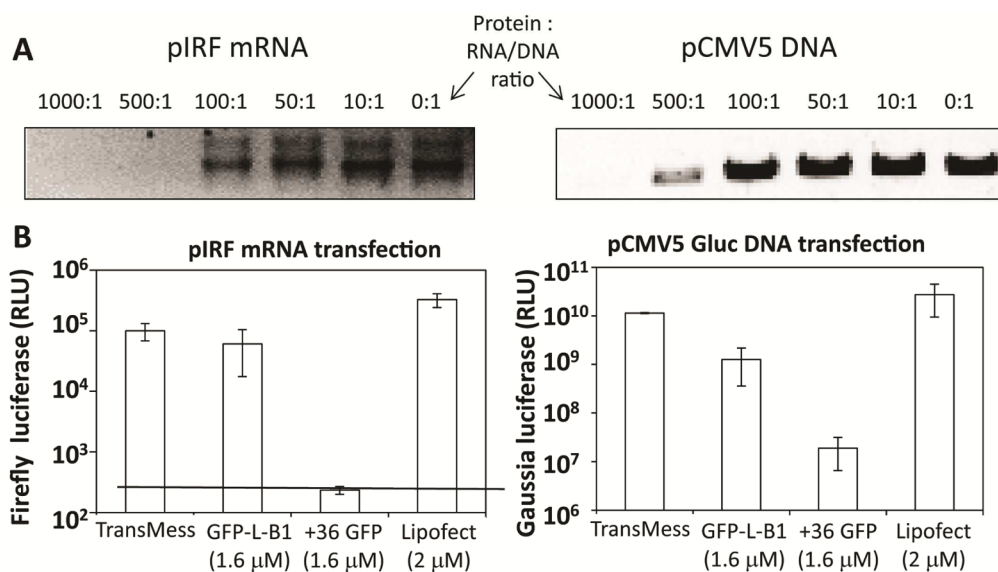 A
pIRF mRNA
Protein :
RNA/DNA
ratio
pCMV5 DNA
1000:1 500:1 100:1 50:1 10:1 0:1
1000:1 500:1 100:1 50:1 10:1 0:1
B
pIRF mRNA transfection
Firefly luciferase (RLU)
10⁶
10⁵
10⁴
10³
10²
TransMess GFP-L-B1 +36 GFP Lipofect
(1.6 µM) (1.6 µM) (2 µM)
pCMV5 Gluc DNA transfection
Gaussia luciferase (RLU)
10¹¹
10¹⁰
10⁹
10⁸
10⁷
10⁶
TransMess GFP-L-B1 +36 GFP Lipofect
(1.6 µM) (1.6 µM) (2 µM)